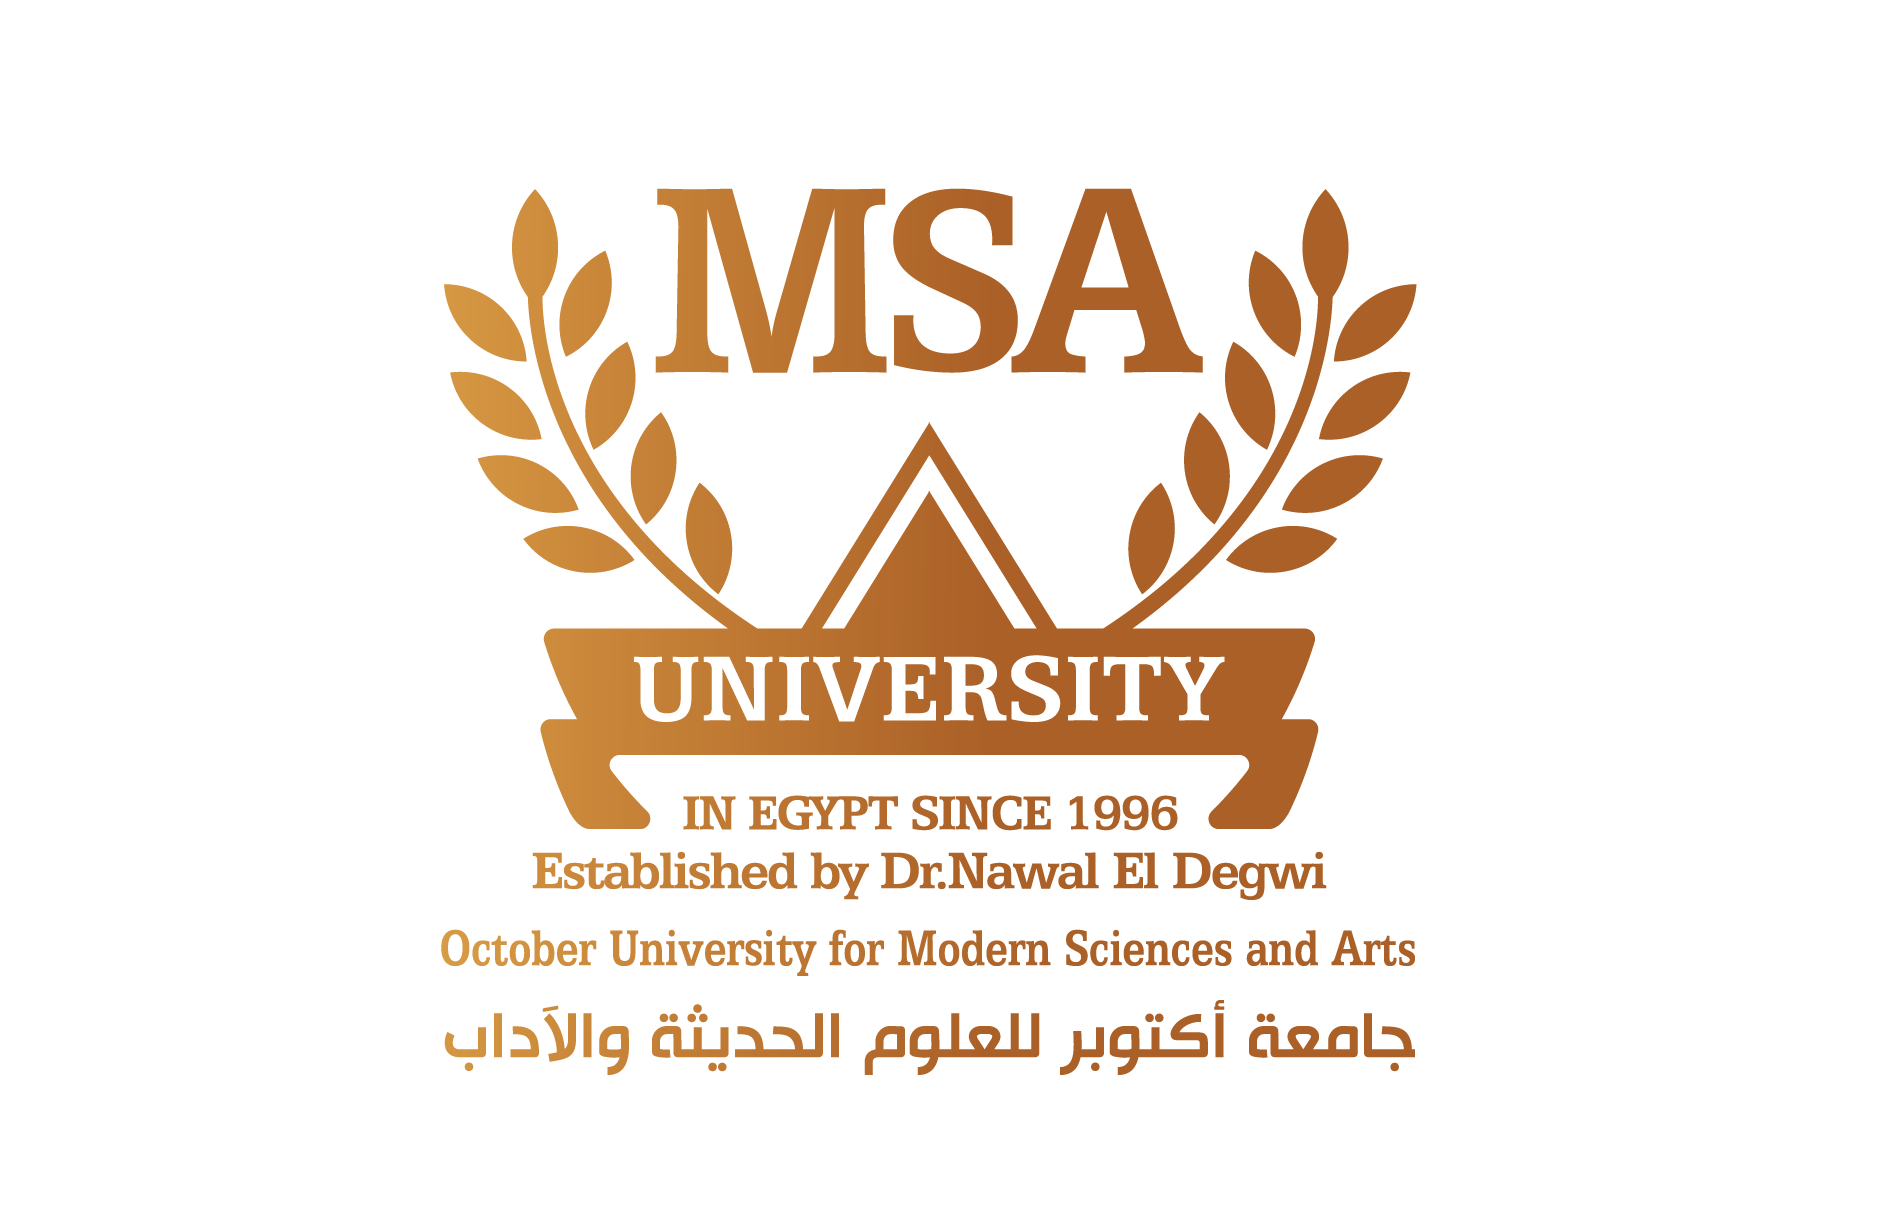 MSA
UNIVERSITY
IN EGYPT SINCE 1996
Established by Dr.Nawal El Degwi
October University for Modern Sciences and Arts
جامعة أكتوبر للعلوم الحديثة والآداب